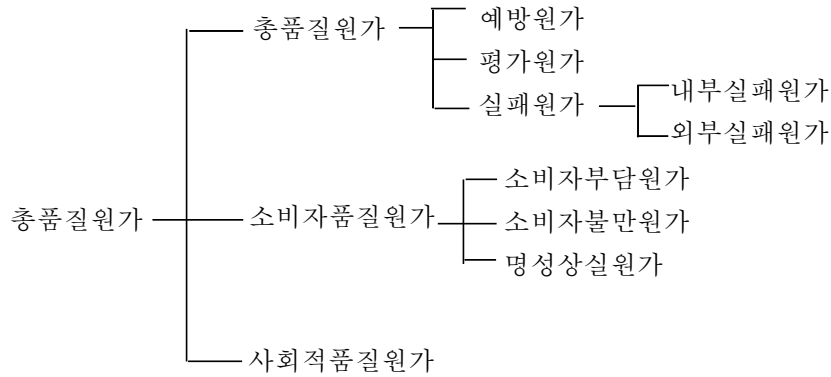 총품질원가
총품질원가
예방원가
평가원가
실패원가
내부실패원가
외부실패원가
소비자품질원가
소비자부담원가
소비자불만원가
명성상실원가
사회적품질원가